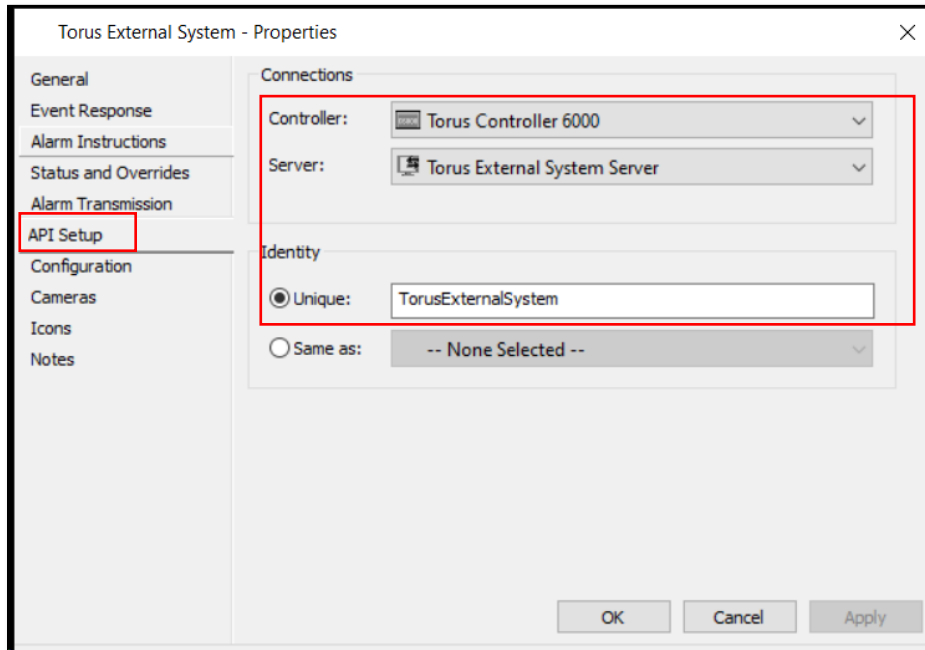 Torus External System - Properties
General
Event Response
Alarm Instructions
Status and Overrides
Alarm Transmission
API Setup
Configuration
Cameras
Icons
Notes
Connections
Controller: Torus Controller 6000
Server: Torus External System Server
Identity
Unique: TorusExternalSystem
Same as: -- None Selected --
OK Cancel Apply